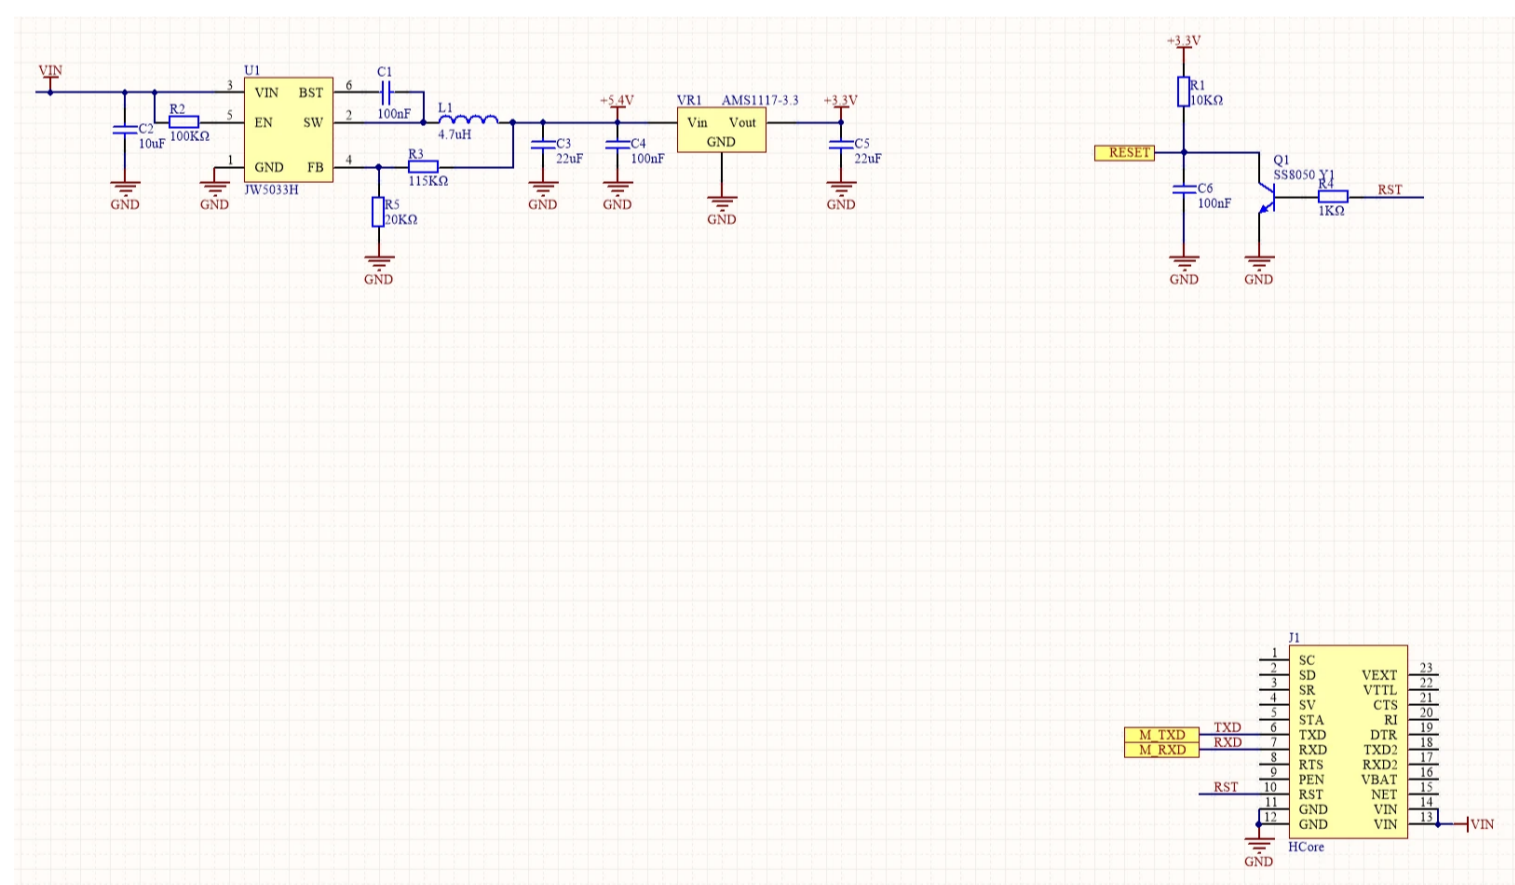 VIN
U1
3 VIN BST 6
5 EN SW 2
1 GND FB 4
JW5033H
C2
10uF
GND
R2
100KΩ
GND
C1
100nF
L1
4.7uH
R3
115KΩ
R5
20KΩ
GND
C3
22uF
GND
+5.4V
C4
100nF
GND
VR1 AMS1117-3.3
Vin Vout
GND
GND
+3.3V
C5
22uF
GND
+3.3V
R1
10KΩ
RESET
C6
100nF
GND
Q1
SS8050 Y1
GND
R4
1KΩ
RST
J1
1 SC
2 SD VEXT 23
3 SR VTTL 22
4 SV CTS 21
5 STA RI 20
M_TXD TXD 6 TXD DTR 19
M_RXD RXD 7 RXD TXD2 18
8 RTS RXD2 17
9 PEN VBAT 16
RST 10 RST NET 15
11 GND VIN 14
12 GND VIN 13 VIN
HCore
GND